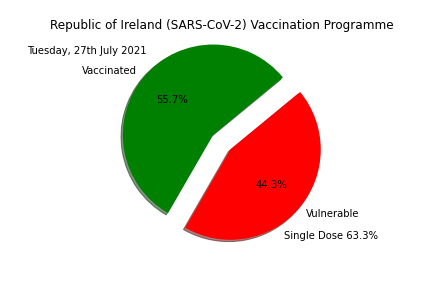 Republic of Ireland (SARS-CoV-2) Vaccination Programme
Tuesday, 27th July 2021
Vaccinated
55.7%
44.3%
Vulnerable
Single Dose 63.3%